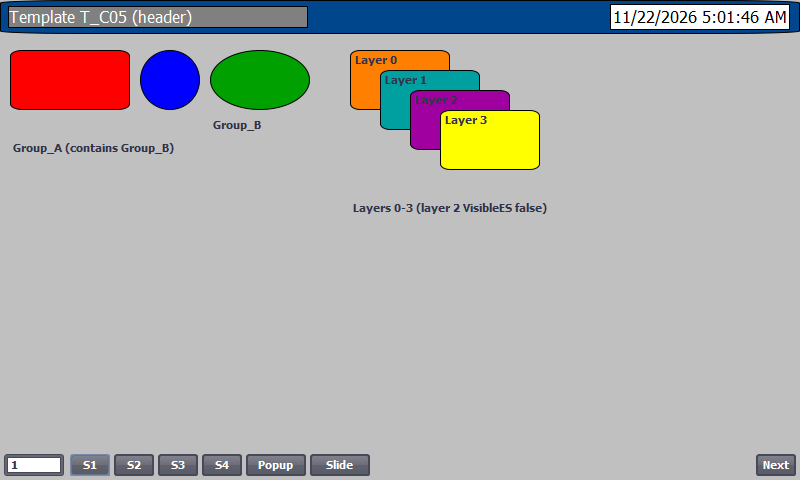 Template T_C05 (header)
11/22/2026 5:01:46 AM
Layer 0
Layer 1
Layer 2
Layer 3
Group_B
Group_A (contains Group_B)
Layers 0-3 (layer 2 VisibleES false)
1
S1
S2
S3
S4
Popup
Slide
Next